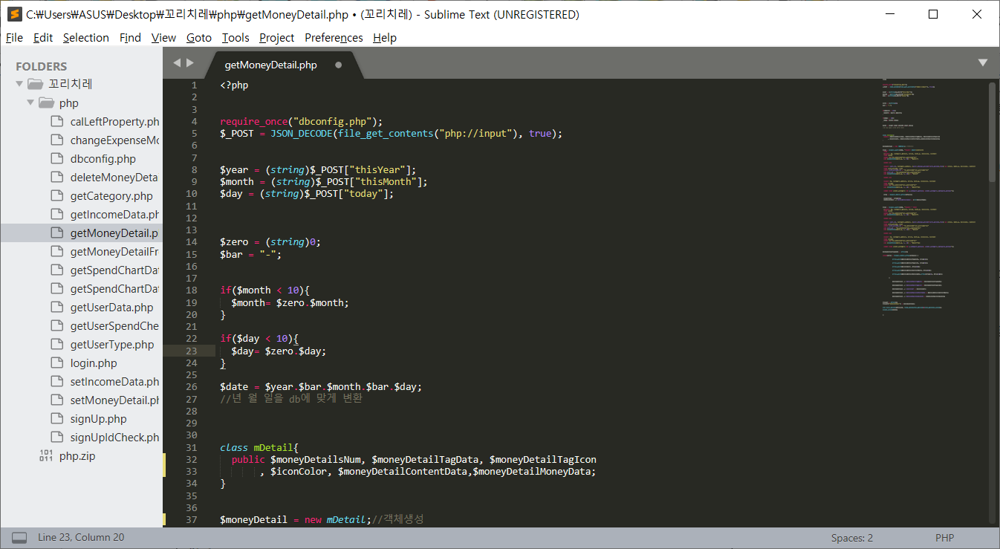 C:₩Users₩ASUS₩Desktop₩꼬리치레₩php₩getMoneyDetail.php • (꼬리치레) - Sublime Text (UNREGISTERED)
File Edit Selection Find View Goto Tools Project Preferences Help
FOLDERS
꼬리치레
php
calLeftProperty.ph
changeExpenseMo
dbconfig.php
deleteMoneyDeta
getCategory.php
getIncomeData.ph
getMoneyDetail.p
getMoneyDetailFr
getSpendChartDat
getSpendChartDat
getUserData.php
getUserSpendChe
getUserType.php
login.php
setIncomeData.ph
setMoneyDetail.ph
signUp.php
signUpIdCheck.ph
php.zip
getMoneyDetail.php
1 <?php
2
3
4 require_once("dbconfig.php");
5 $_POST = JSON_DECODE(file_get_contents("php://input"), true);
6
7
8 $year = (string)$_POST["thisYear"];
9 $month = (string)$_POST["thisMonth"];
10 $day = (string)$_POST["today"];
11
12
13
14 $zero = (string)0;
15 $bar = "-";
16
17
18 if($month < 10){
19 $month= $zero.$month;
20 }
21
22 if($day < 10){
23 $day= $zero.$day;
24 }
25
26 $date = $year.$bar.$month.$bar.$day;
27 //년 월 일을 db에 맞게 변환
28
29
30
31 class mDetail{
32 public $moneyDetailsNum, $moneyDetailTagData, $moneyDetailTagIcon
33 , $iconColor, $moneyDetailContentData,$moneyDetailMoneyData;
34 }
35
36
37 $moneyDetail = new mDetail;//객체생성
Line 23, Column 20
Spaces: 2
PHP